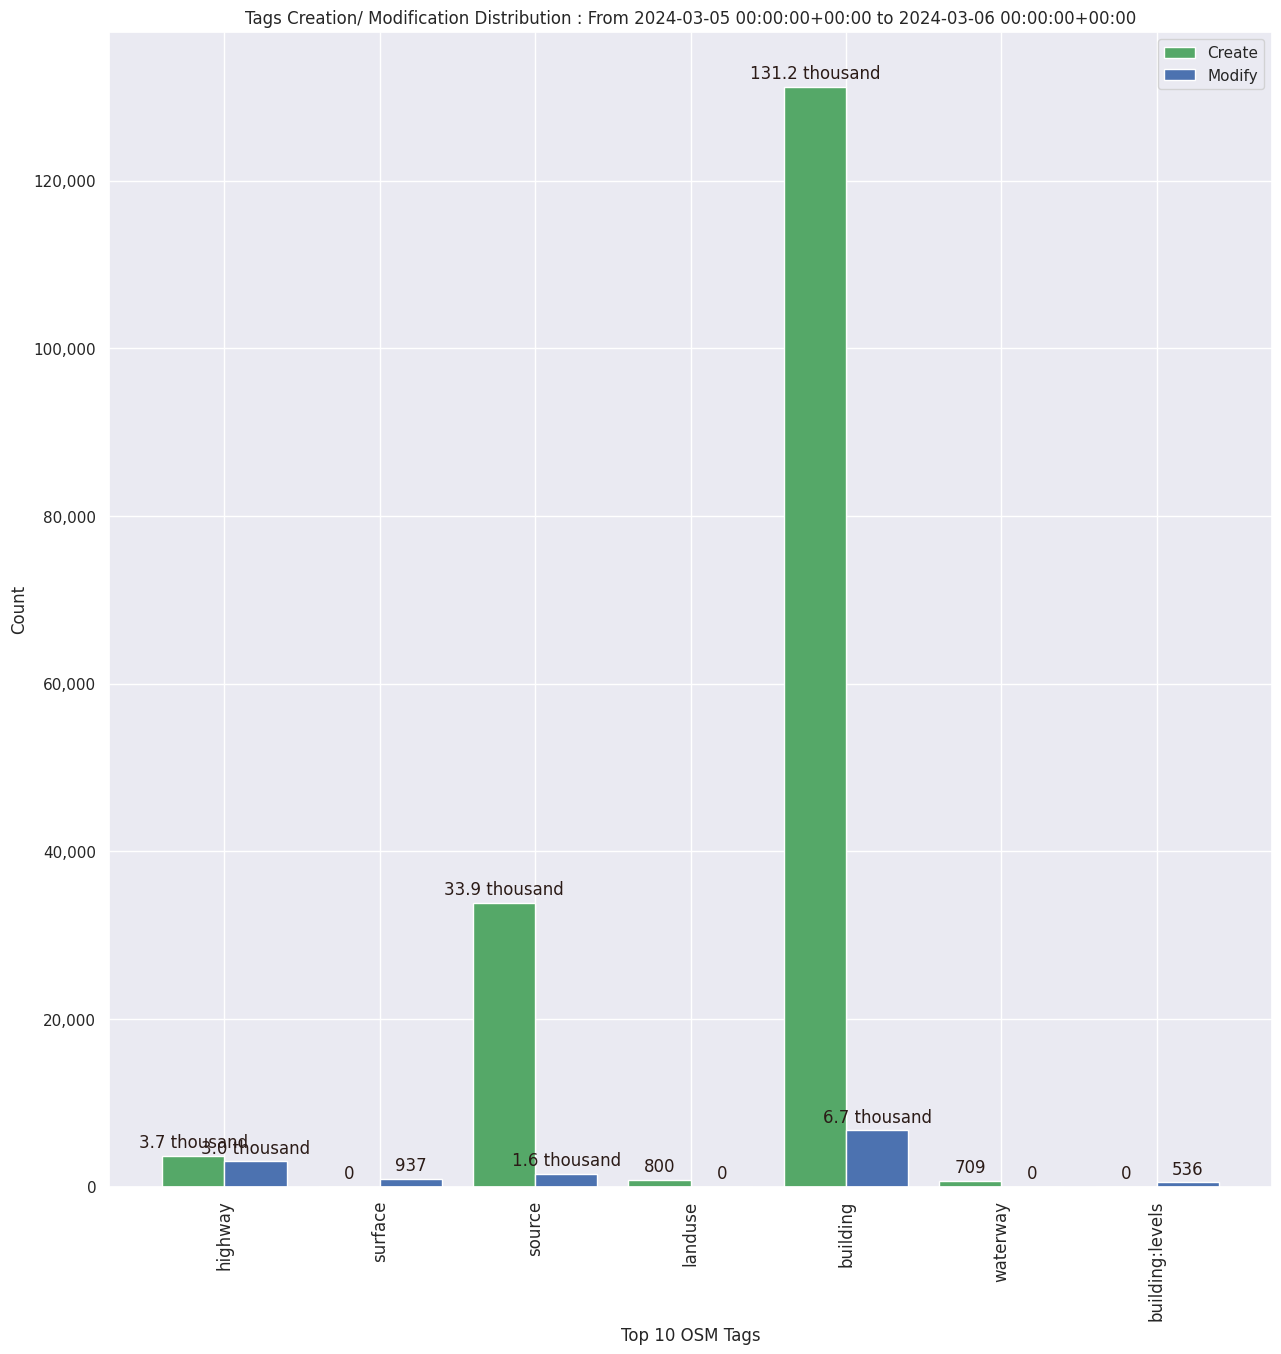 Tags Creation/ Modification Distribution : From 2024-03-05 00:00:00+00:00 to 2024-03-06 00:00:00+00:00
Create
Modify
131.2 thousand
120,000
100,000
80,000
60,000
40,000
20,000
0
Count
33.9 thousand
6.7 thousand
3.7 thousand
3.0 thousand
1.6 thousand
0
937
800
0
709
0
0
536
highway
surface
source
landuse
building
waterway
building:levels
Top 10 OSM Tags